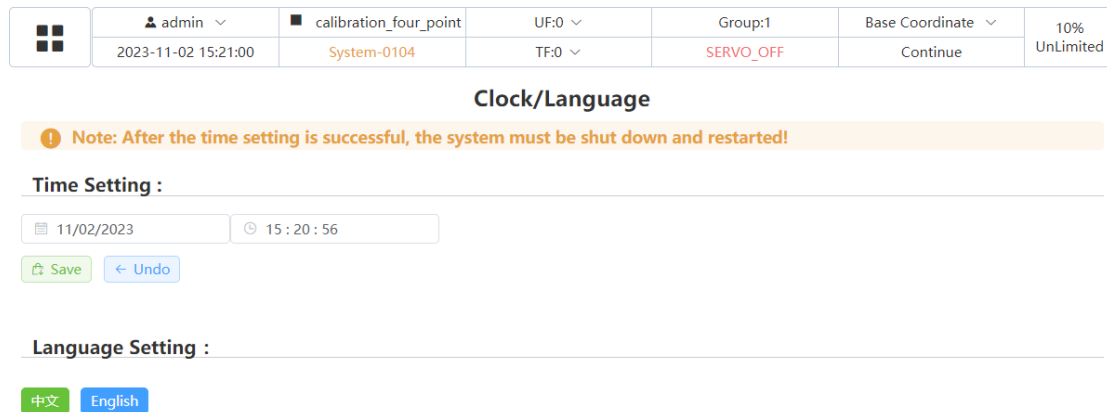 admin calibration_four_point UF:0 Group:1 Base Coordinate 10%
2023-11-02 15:21:00 System-0104 TF:0 SERVO_OFF Continue UnLimited
Clock/Language
Note: After the time setting is successful, the system must be shut down and restarted!
Time Setting :
11/02/2023 15 : 20 : 56
Save Undo
Language Setting :
中文 English